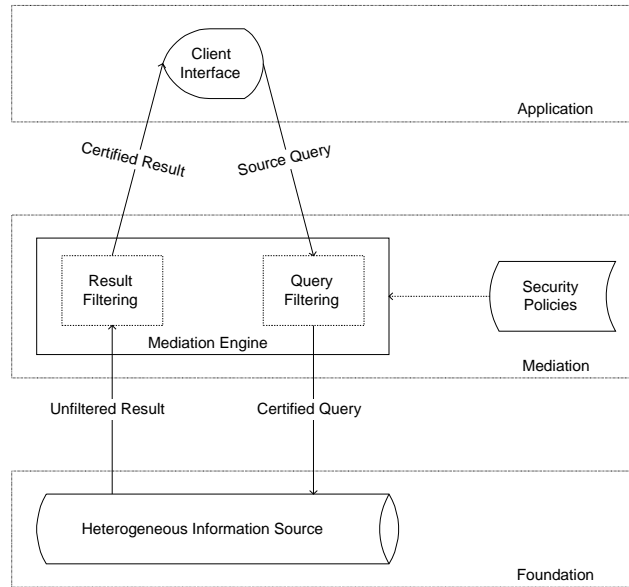 Client
Interface
Application
Certified Result
Source Query
Result
Filtering
Query
Filtering
Security
Policies
Mediation Engine
Mediation
Unfiltered Result
Certified Query
Heterogeneous Information Source
Foundation